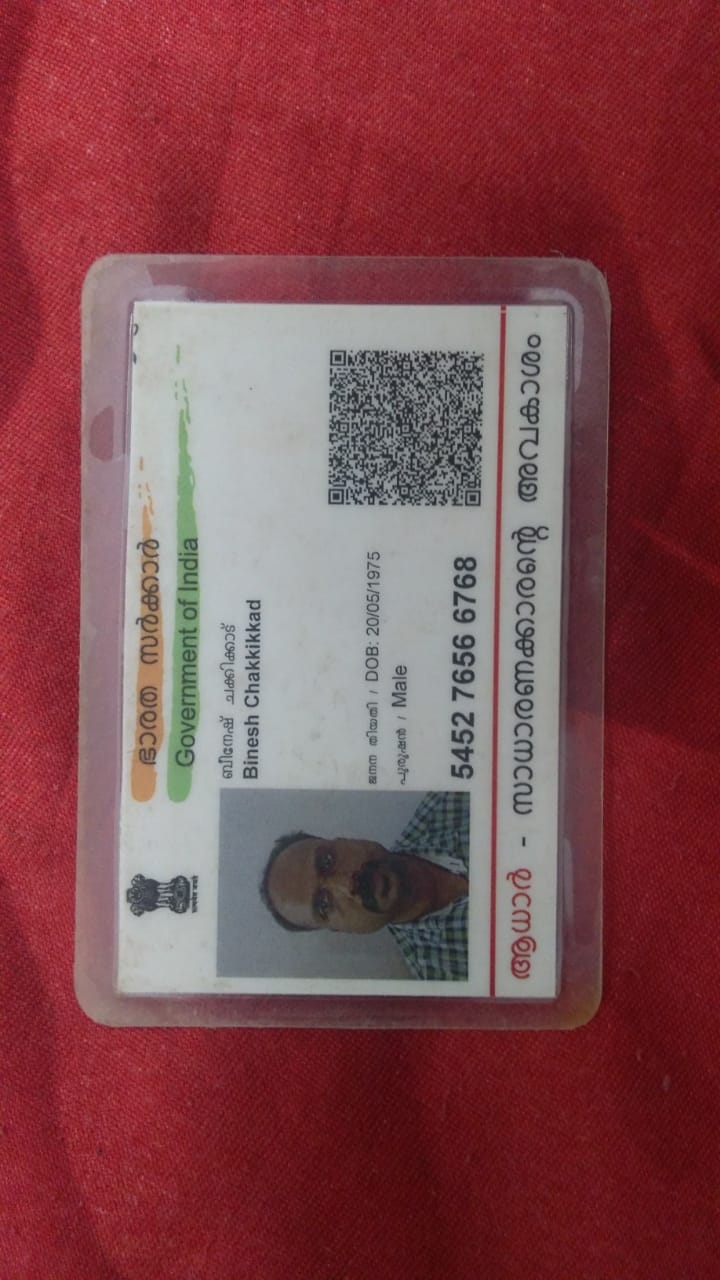 ഭാരത സർക്കാർ
Government of India
ബിനേഷ് ചക്കിക്കാട്
Binesh Chakkikkad
ജനന തിയതി / DOB: 20/05/1975
പുരുഷൻ / Male
5452 7656 6768
ആധാർ - സാധാരണക്കാരന്റെ അവകാശം